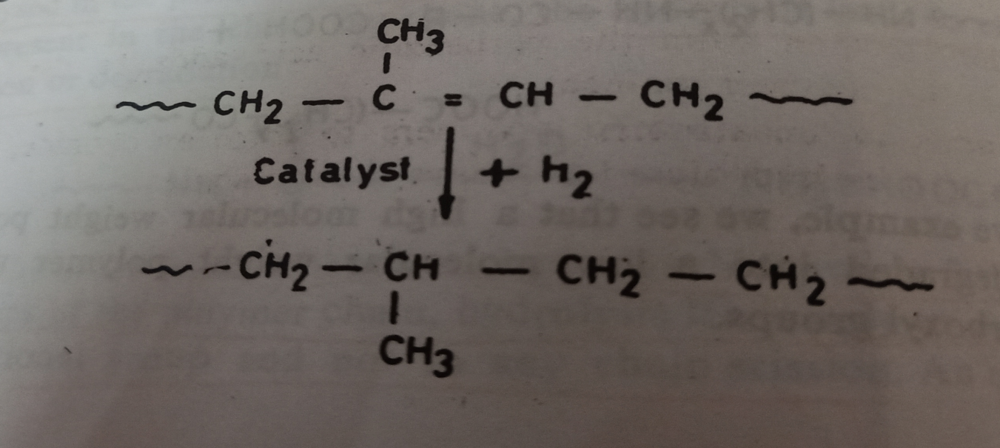 CH3
CH2 — C = CH — CH2
Catalyst + H2
CH2 — CH — CH2 — CH2
CH3